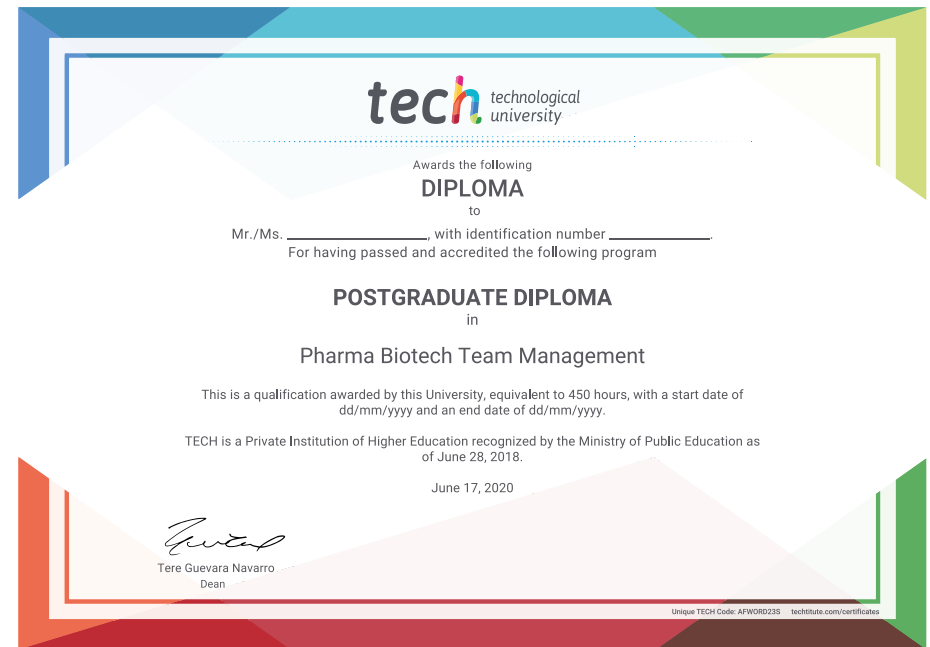 tech technological
university
Awards the following
DIPLOMA
to
Mr./Ms. ____________________, with identification number ______________.
For having passed and accredited the following program
POSTGRADUATE DIPLOMA
in
Pharma Biotech Team Management
This is a qualification awarded by this University, equivalent to 450 hours, with a start date of
dd/mm/yyyy and an end date of dd/mm/yyyy.
TECH is a Private Institution of Higher Education recognized by the Ministry of Public Education as
of June 28, 2018.
June 17, 2020
Tere Guevara Navarro
Dean
Unique TECH Code: AFWORD23S techtitute.com/certificates